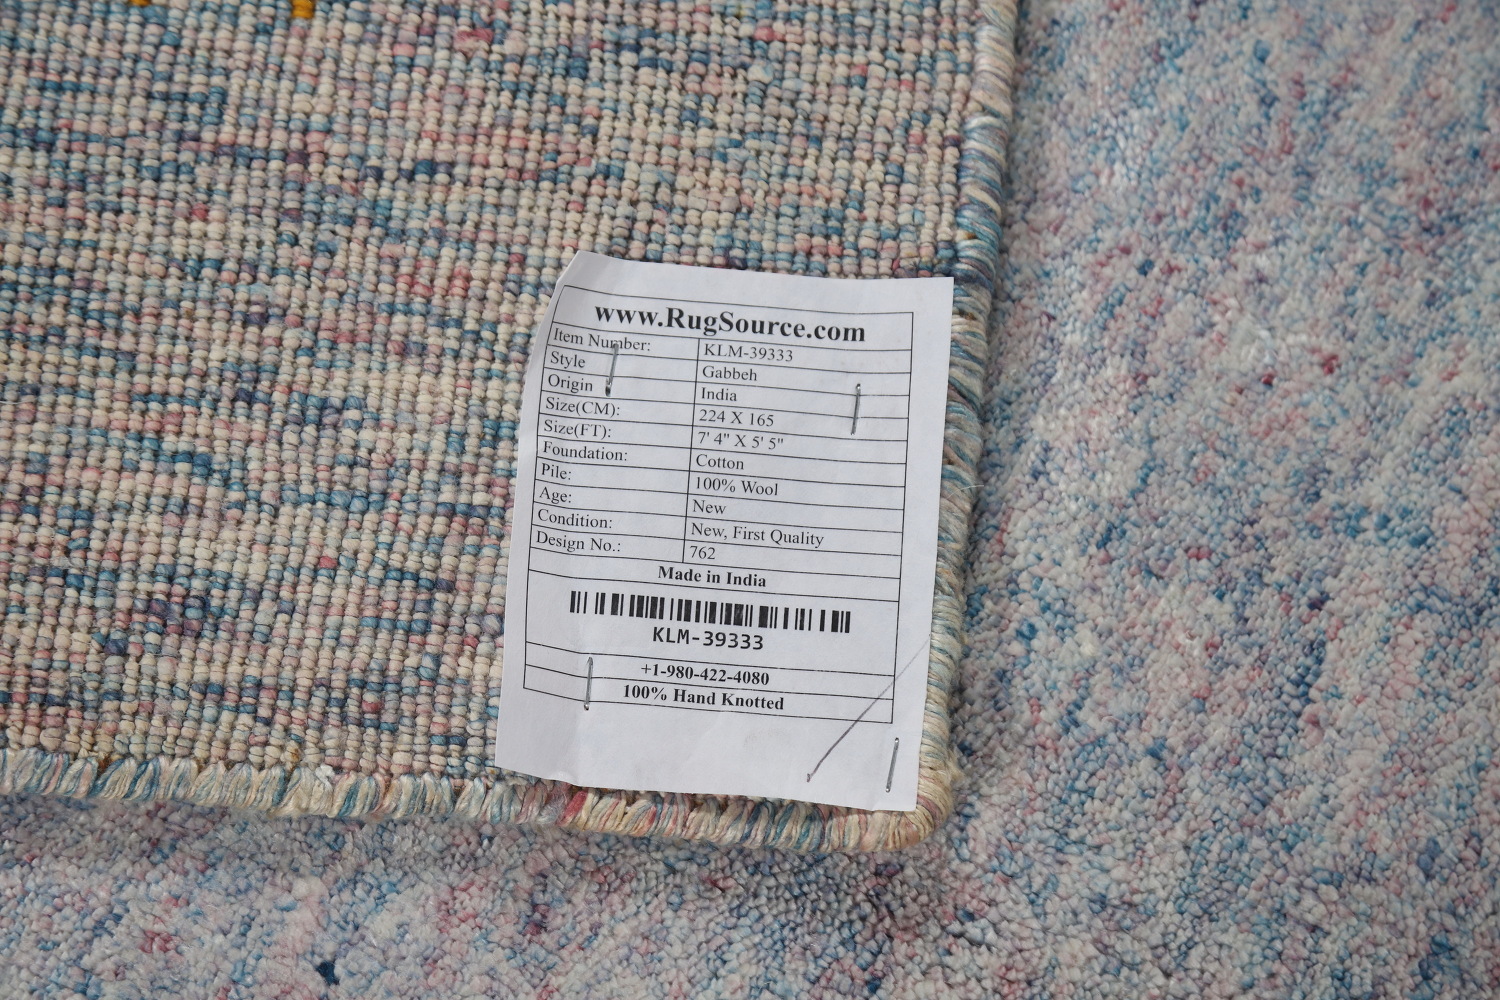 www.RugSource.com
Item Number: KLM-39333
Style Gabbeh
Origin India
Size(CM): 224 X 165
Size(FT): 7' 4" X 5' 5"
Foundation: Cotton
Pile: 100% Wool
Age: New
Condition: New, First Quality
Design No.: 762
Made in India
KLM-39333
+1-980-422-4080
100% Hand Knotted